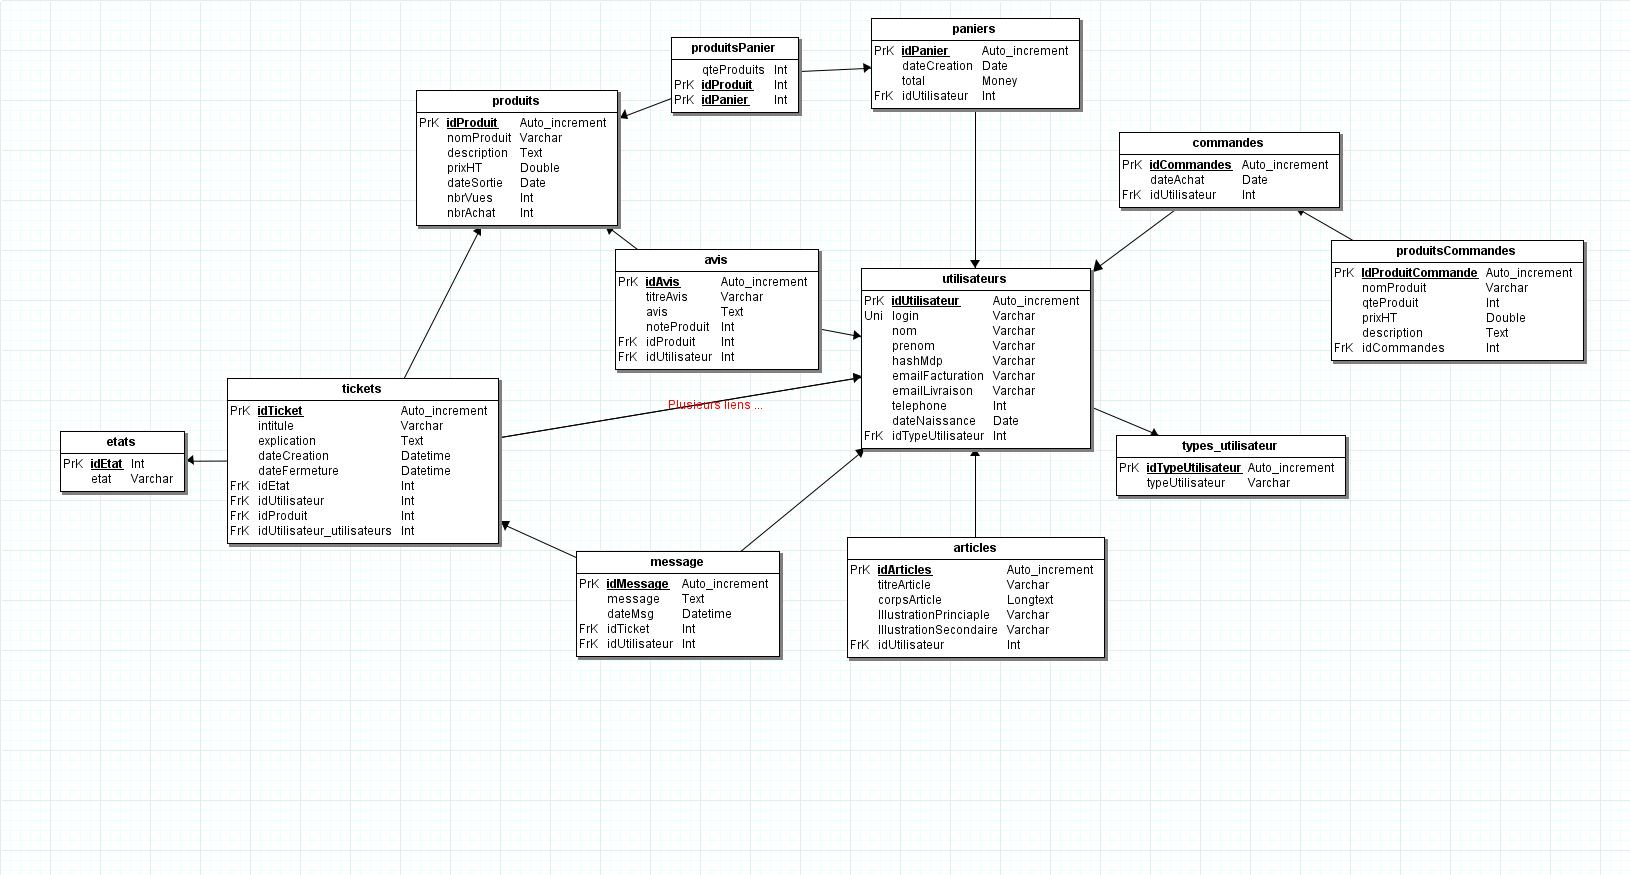 paniers
PrK idPanier Auto_increment
dateCreation Date
total Money
FrK idUtilisateur Int
produitsPanier
qteProduits Int
PrK idProduit Int
PrK idPanier Int
produits
PrK idProduit Auto_increment
nomProduit Varchar
description Text
prixHT Double
dateSortie Date
nbrVues Int
nbrAchat Int
commandes
PrK idCommandes Auto_increment
dateAchat Date
FrK idUtilisateur Int
produitsCommandes
PrK IdProduitCommande Auto_increment
nomProduit Varchar
qteProduit Int
prixHT Double
description Text
FrK idCommandes Int
avis
PrK idAvis Auto_increment
titreAvis Varchar
avis Text
noteProduit Int
FrK idProduit Int
FrK idUtilisateur Int
utilisateurs
PrK idUtilisateur Auto_increment
Uni login Varchar
nom Varchar
prenom Varchar
hashMdp Varchar
emailFacturation Varchar
emailLivraison Varchar
telephone Int
dateNaissance Date
FrK idTypeUtilisateur Int
Plusieurs liens ...
tickets
PrK idTicket Auto_increment
intitule Varchar
explication Text
dateCreation Datetime
dateFermeture Datetime
FrK idEtat Int
FrK idUtilisateur Int
FrK idProduit Int
FrK idUtilisateur_utilisateurs Int
etats
PrK idEtat Int
etat Varchar
types_utilisateur
PrK idTypeUtilisateur Auto_increment
typeUtilisateur Varchar
message
PrK idMessage Auto_increment
message Text
dateMsg Datetime
FrK idTicket Int
FrK idUtilisateur Int
articles
PrK idArticles Auto_increment
titreArticle Varchar
corpsArticle Longtext
IllustrationPrinciaple Varchar
IllustrationSecondaire Varchar
FrK idUtilisateur Int